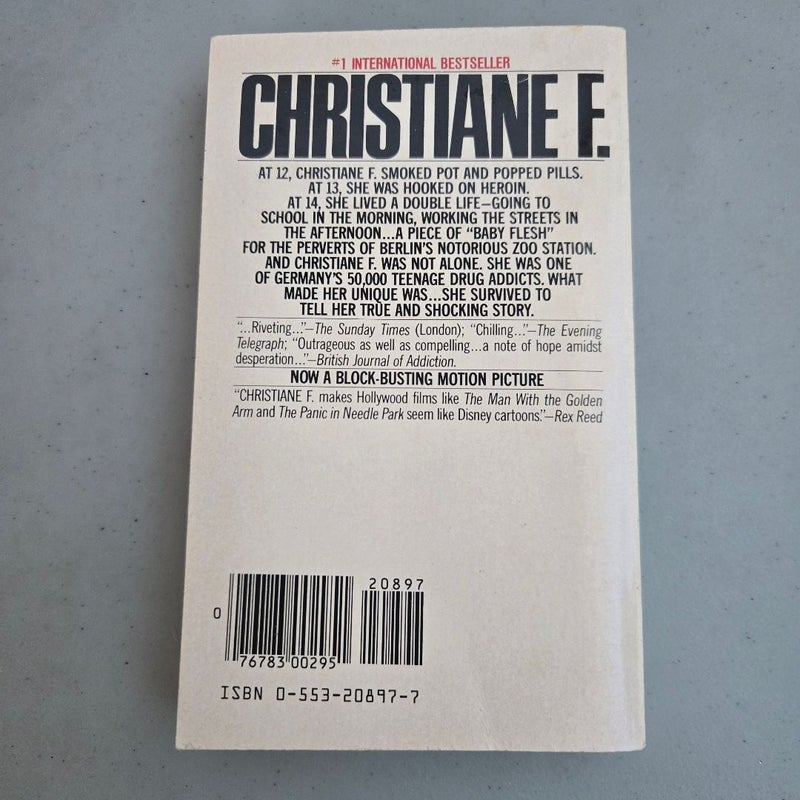 #1 INTERNATIONAL BESTSELLER
CHRISTIANE F.
AT 12, CHRISTIANE F. SMOKED POT AND POPPED PILLS.
AT 13, SHE WAS HOOKED ON HEROIN.
AT 14, SHE LIVED A DOUBLE LIFE—GOING TO
SCHOOL IN THE MORNING, WORKING THE STREETS IN
THE AFTERNOON...A PIECE OF "BABY FLESH"
FOR THE PERVERTS OF BERLIN'S NOTORIOUS ZOO STATION.
AND CHRISTIANE F. WAS NOT ALONE. SHE WAS ONE
OF GERMANY'S 50,000 TEENAGE DRUG ADDICTS. WHAT
MADE HER UNIQUE WAS...SHE SURVIVED TO
TELL HER TRUE AND SHOCKING STORY.
"...Riveting..."—The Sunday Times (London); "Chilling..."—The Evening
Telegraph; "Outrageous as well as compelling...a note of hope amidst
desperation..."—British Journal of Addiction.
NOW A BLOCK-BUSTING MOTION PICTURE
"CHRISTIANE F. makes Hollywood films like The Man With the Golden
Arm and The Panic in Needle Park seem like Disney cartoons."—Rex Reed
20897
0
76783 00295
ISBN 0-553-20897-7